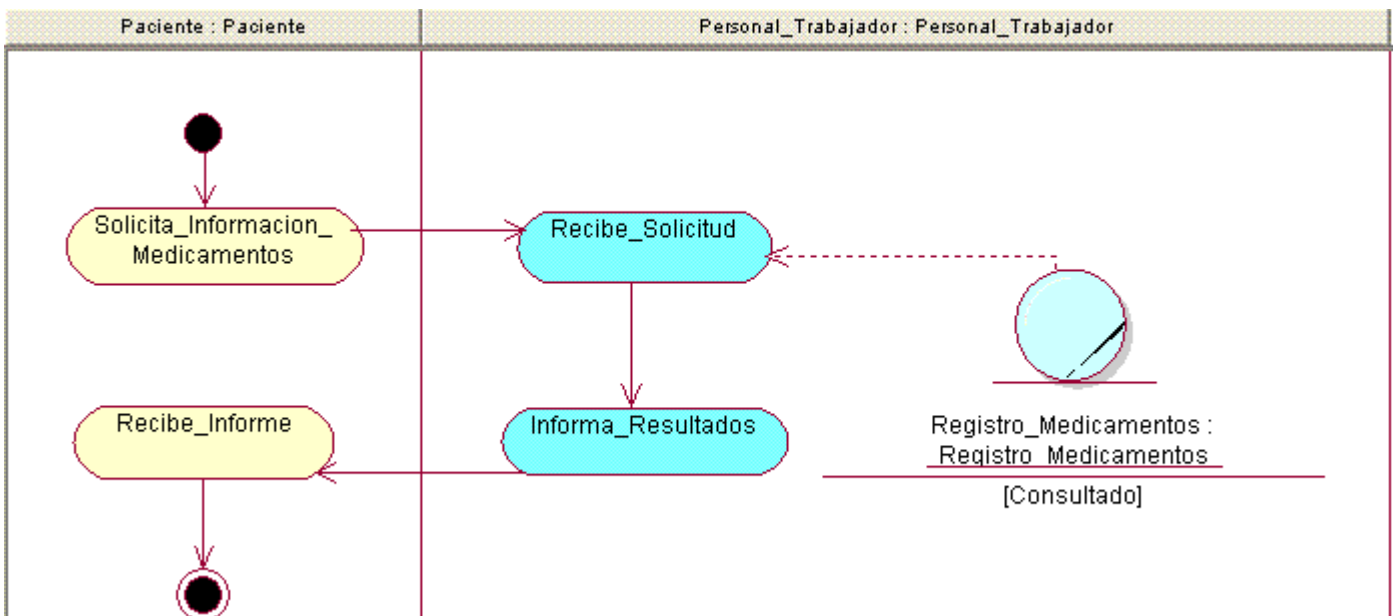 Paciente : Paciente
Personal_Trabajador : Personal_Trabajador
Solicita_Informacion_
Medicamentos
Recibe_Solicitud
Recibe_Informe
Informa_Resultados
Registro_Medicamentos :
Registro_Medicamentos
[Consultado]